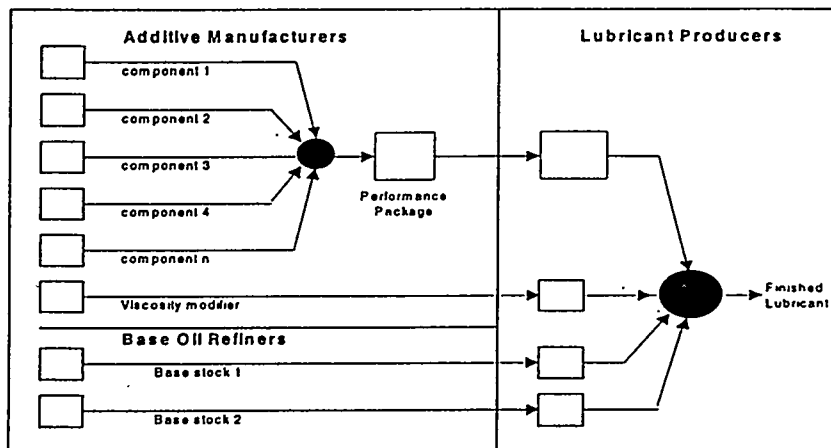 Additive Manufacturers
Lubricant Producers
component 1
component 2
component 3
component 4
component n
Performance
Package
Viscosity modifier
Finished
Lubricant
Base Oil Refiners
Base stock 1
Base stock 2